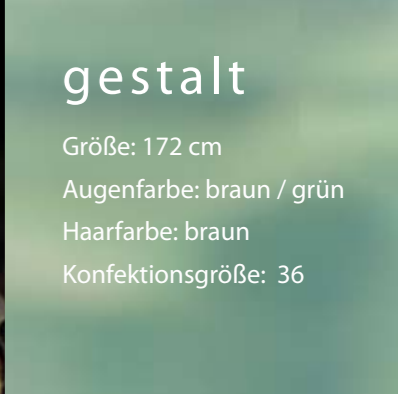 gestalt
Größe: 172 cm
Augenfarbe: braun / grün
Haarfarbe: braun
Konfektionsgröße: 36